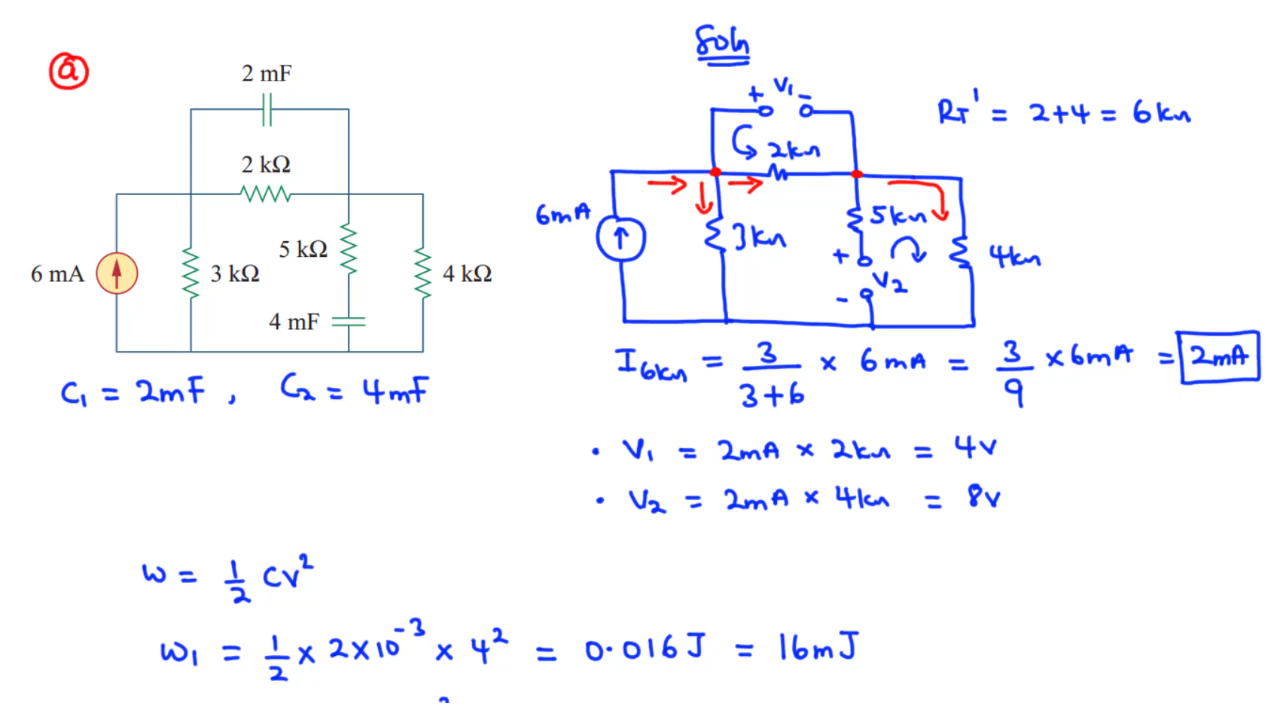 ⓐ
2 mF
2 kΩ
5 kΩ
6 mA
3 kΩ
4 kΩ
4 mF
C₁ = 2mF , C₂ = 4mF
Soln
+ V₁ −
2kΩ
R_T' = 2+4 = 6kΩ
6mA
3kΩ
5kΩ
+
V₂
−
4kΩ
I₆ₖΩ = 3/(3+6) × 6mA = 3/9 × 6mA = 2mA
• V₁ = 2mA × 2kΩ = 4V
• V₂ = 2mA × 4kΩ = 8V
W = 1/2 CV²
W₁ = 1/2 × 2×10⁻³ × 4² = 0.016J = 16mJ